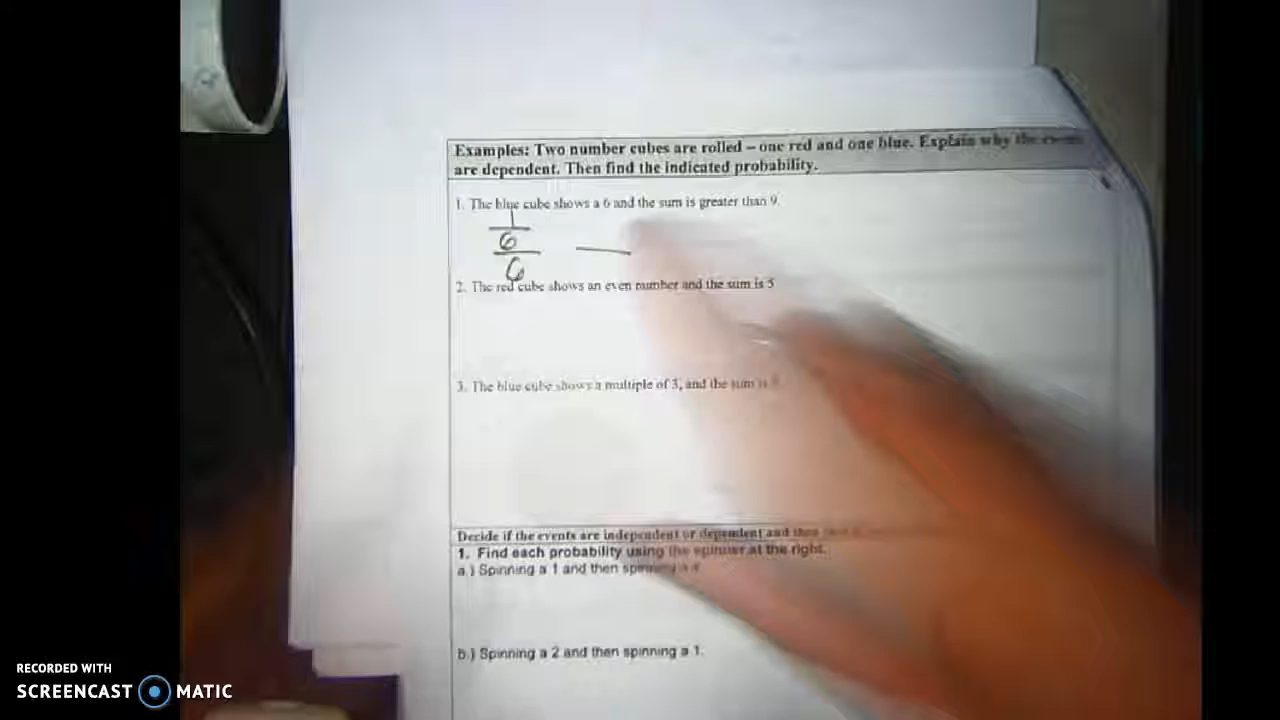 Examples: Two number cubes are rolled – one red and one blue. Explain why the events
are dependent. Then find the indicated probability.
1. The blue cube shows a 6 and the sum is greater than 9.
1
6
6
2. The red cube shows an even number and the sum is 5
3. The blue cube shows a multiple of 3, and the sum is
Decide if the events are independent or dependent and then
1. Find each probability using the spinner at the right.
a.) Spinning a 1 and then spinning a
b.) Spinning a 2 and then spinning a 1.
RECORDED WITH
SCREENCAST MATIC